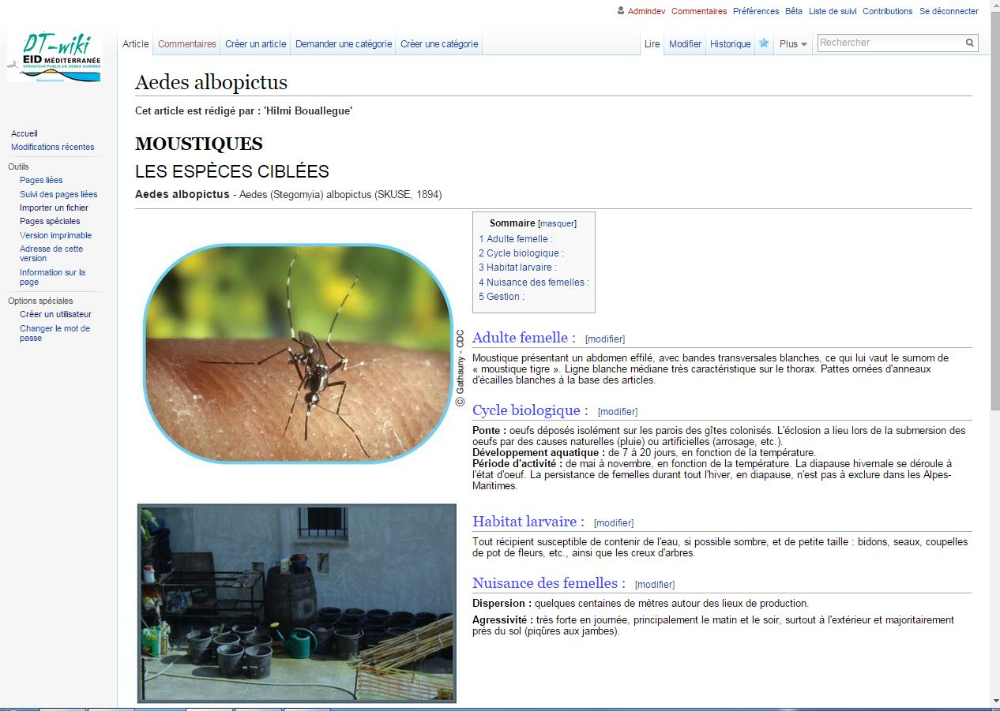 Admindev Commentaires Préférences Bêta Liste de suivi Contributions Se déconnecter
DT-wiki
EID MÉDITERRANÉE
OPÉRATEUR PUBLIC EN ZONES HUMIDES
Démoustication
Article Commentaires Créer un article Demander une catégorie Créer une catégorie Lire Modifier Historique Plus Rechercher
Accueil
Modifications récentes
Outils
Pages liées
Suivi des pages liées
Importer un fichier
Pages spéciales
Version imprimable
Adresse de cette
version
Information sur la
page
Options spéciales
Créer un utilisateur
Changer le mot de
passe
Aedes albopictus
Cet article est rédigé par : 'Hilmi Bouallegue'
MOUSTIQUES
LES ESPÈCES CIBLÉES
Aedes albopictus - Aedes (Stegomyia) albopictus (SKUSE, 1894)
© Gathauny - CDC
Sommaire [masquer]
1 Adulte femelle :
2 Cycle biologique :
3 Habitat larvaire :
4 Nuisance des femelles :
5 Gestion :
Adulte femelle : [modifier]
Moustique présentant un abdomen effilé, avec bandes transversales blanches, ce qui lui vaut le surnom de
« moustique tigre ». Ligne blanche médiane très caractéristique sur le thorax. Pattes ornées d'anneaux
d'écailles blanches à la base des articles.
Cycle biologique : [modifier]
Ponte : oeufs déposés isolément sur les parois des gîtes colonisés. L'éclosion a lieu lors de la submersion des
oeufs par des causes naturelles (pluie) ou artificielles (arrosage, etc.).
Développement aquatique : de 7 à 20 jours, en fonction de la température.
Période d'activité : de mai à novembre, en fonction de la température. La diapause hivernale se déroule à
l'état d'oeuf. La persistance de femelles durant tout l'hiver, en diapause, n'est pas à exclure dans les Alpes-
Maritimes.
Habitat larvaire : [modifier]
Tout récipient susceptible de contenir de l'eau, si possible sombre, et de petite taille : bidons, seaux, coupelles
de pot de fleurs, etc., ainsi que les creux d'arbres.
Nuisance des femelles : [modifier]
Dispersion : quelques centaines de mètres autour des lieux de production.
Agressivité : très forte en journée, principalement le matin et le soir, surtout à l'extérieur et majoritairement
près du sol (piqûres aux jambes).